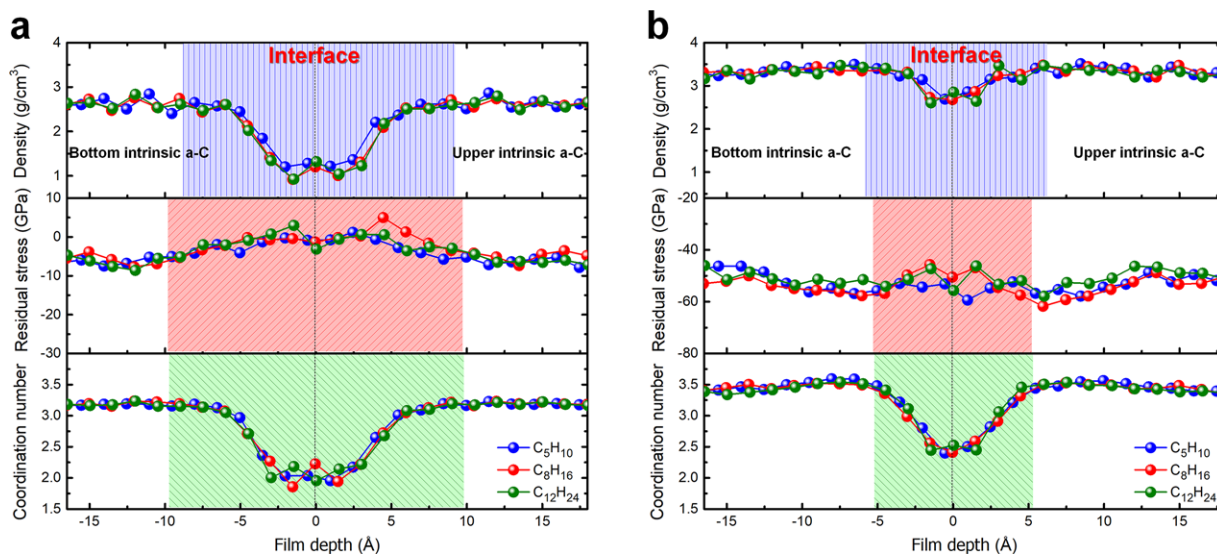 a
Interface
Density (g/cm³)
4
3
2
1
Bottom intrinsic a-C
Upper intrinsic a-C
Residual stress (GPa)
10
0
-10
-20
-30
Coordination number
3.5
3.0
2.5
2.0
1.5
C₅H₁₀
C₈H₁₆
C₁₂H₂₄
-15
-10
-5
0
5
10
15
Film depth (Å)
b
Interface
Density (g/cm³)
4
3
2
1
Bottom intrinsic a-C
Upper intrinsic a-C
Residual stress (GPa)
-20
-40
-60
-80
Coordination number
3.5
3.0
2.5
2.0
1.5
C₅H₁₀
C₈H₁₆
C₁₂H₂₄
-15
-10
-5
0
5
10
15
Film depth (Å)